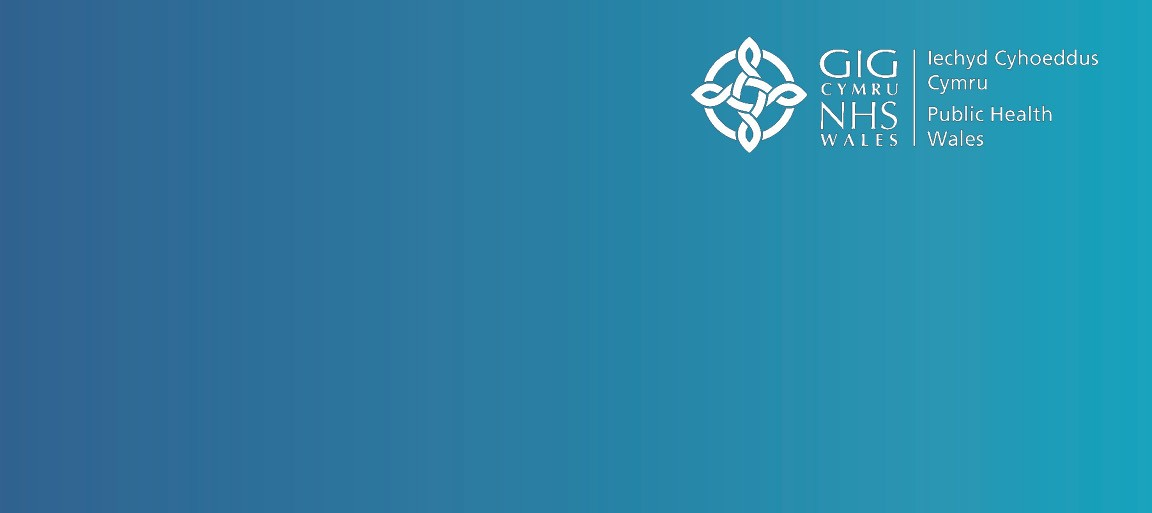 GIG
CYMRU
NHS
WALES
Iechyd Cyhoeddus
Cymru
Public Health
Wales